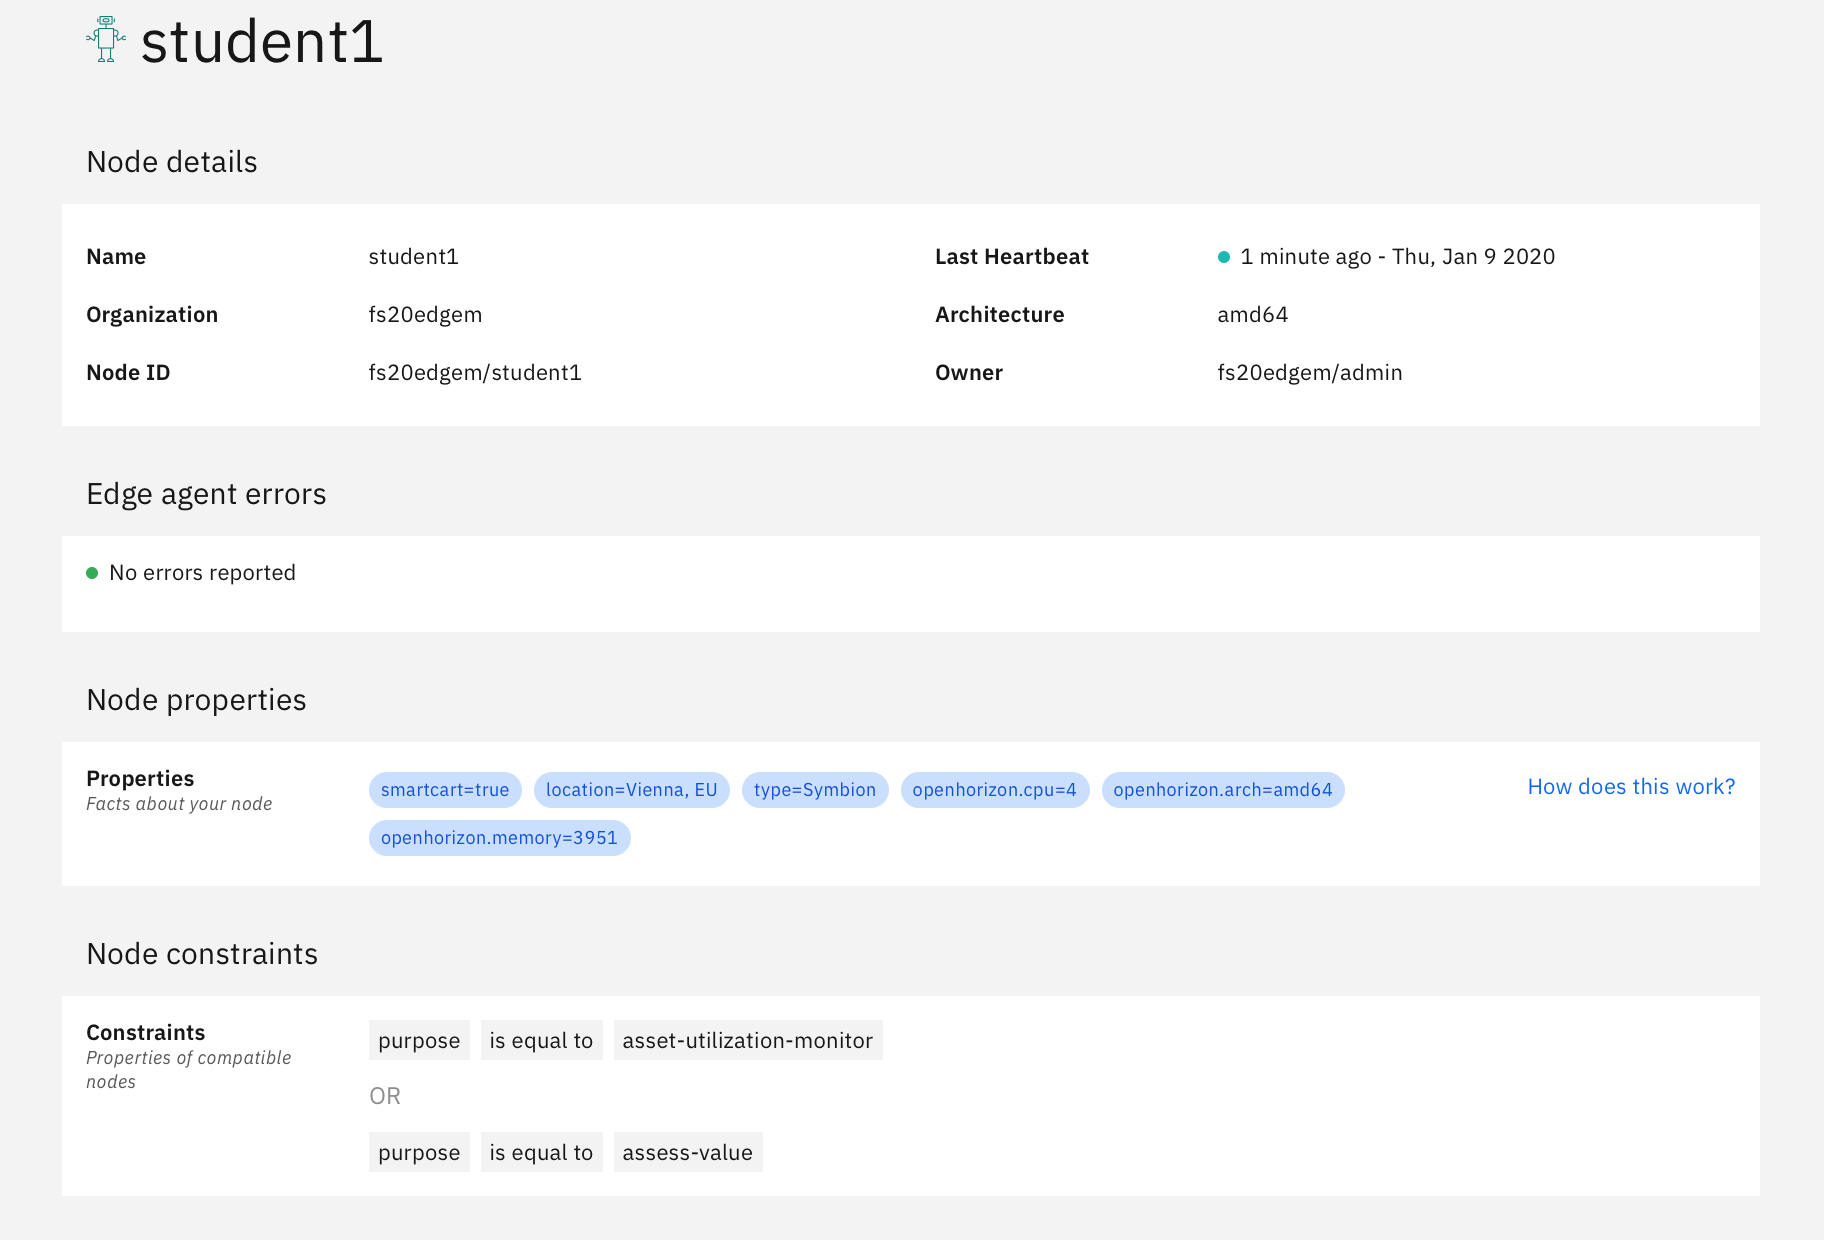 student1
Node details
Name student1 Last Heartbeat 1 minute ago - Thu, Jan 9 2020
Organization fs20edgem Architecture amd64
Node ID fs20edgem/student1 Owner fs20edgem/admin
Edge agent errors
No errors reported
Node properties
Properties smartcart=true location=Vienna, EU type=Symbion openhorizon.cpu=4 openhorizon.arch=amd64 How does this work?
Facts about your node
openhorizon.memory=3951
Node constraints
Constraints purpose is equal to asset-utilization-monitor
Properties of compatible
nodes
OR
purpose is equal to assess-value